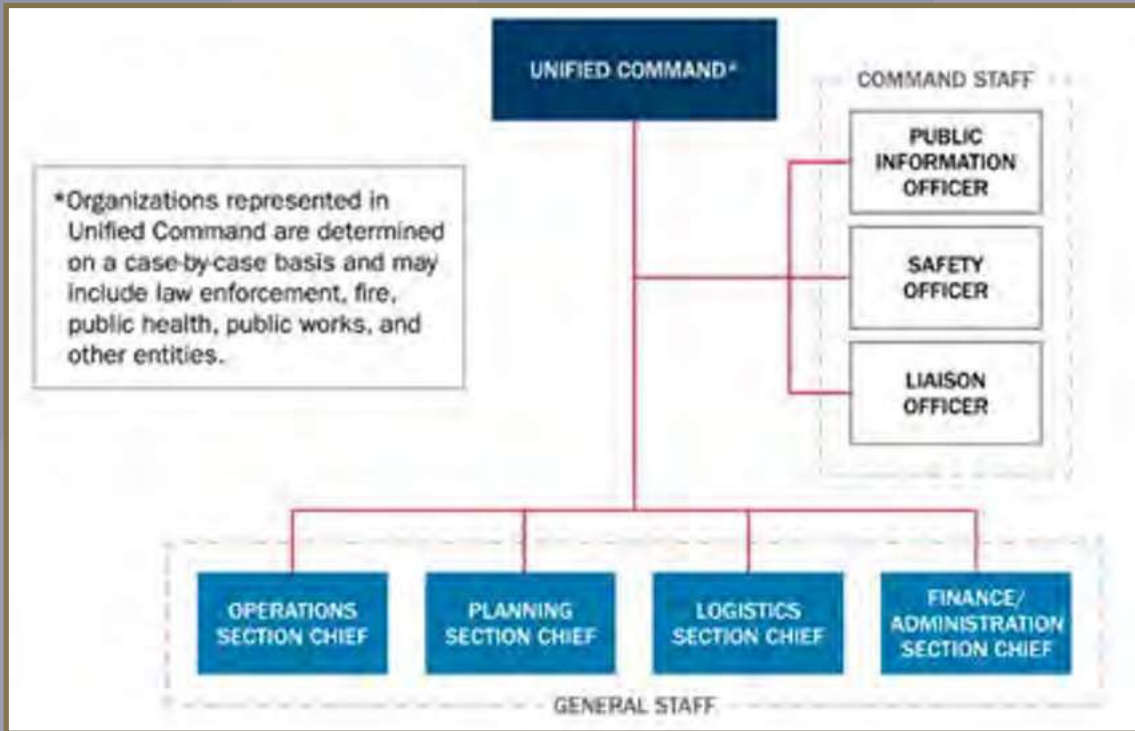 UNIFIED COMMAND*
COMMAND STAFF
PUBLIC
INFORMATION
OFFICER
SAFETY
OFFICER
LIAISON
OFFICER
*Organizations represented in
Unified Command are determined
on a case-by-case basis and may
include law enforcement, fire,
public health, public works, and
other entities.
OPERATIONS
SECTION CHIEF
PLANNING
SECTION CHIEF
LOGISTICS
SECTION CHIEF
FINANCE/
ADMINISTRATION
SECTION CHIEF
GENERAL STAFF